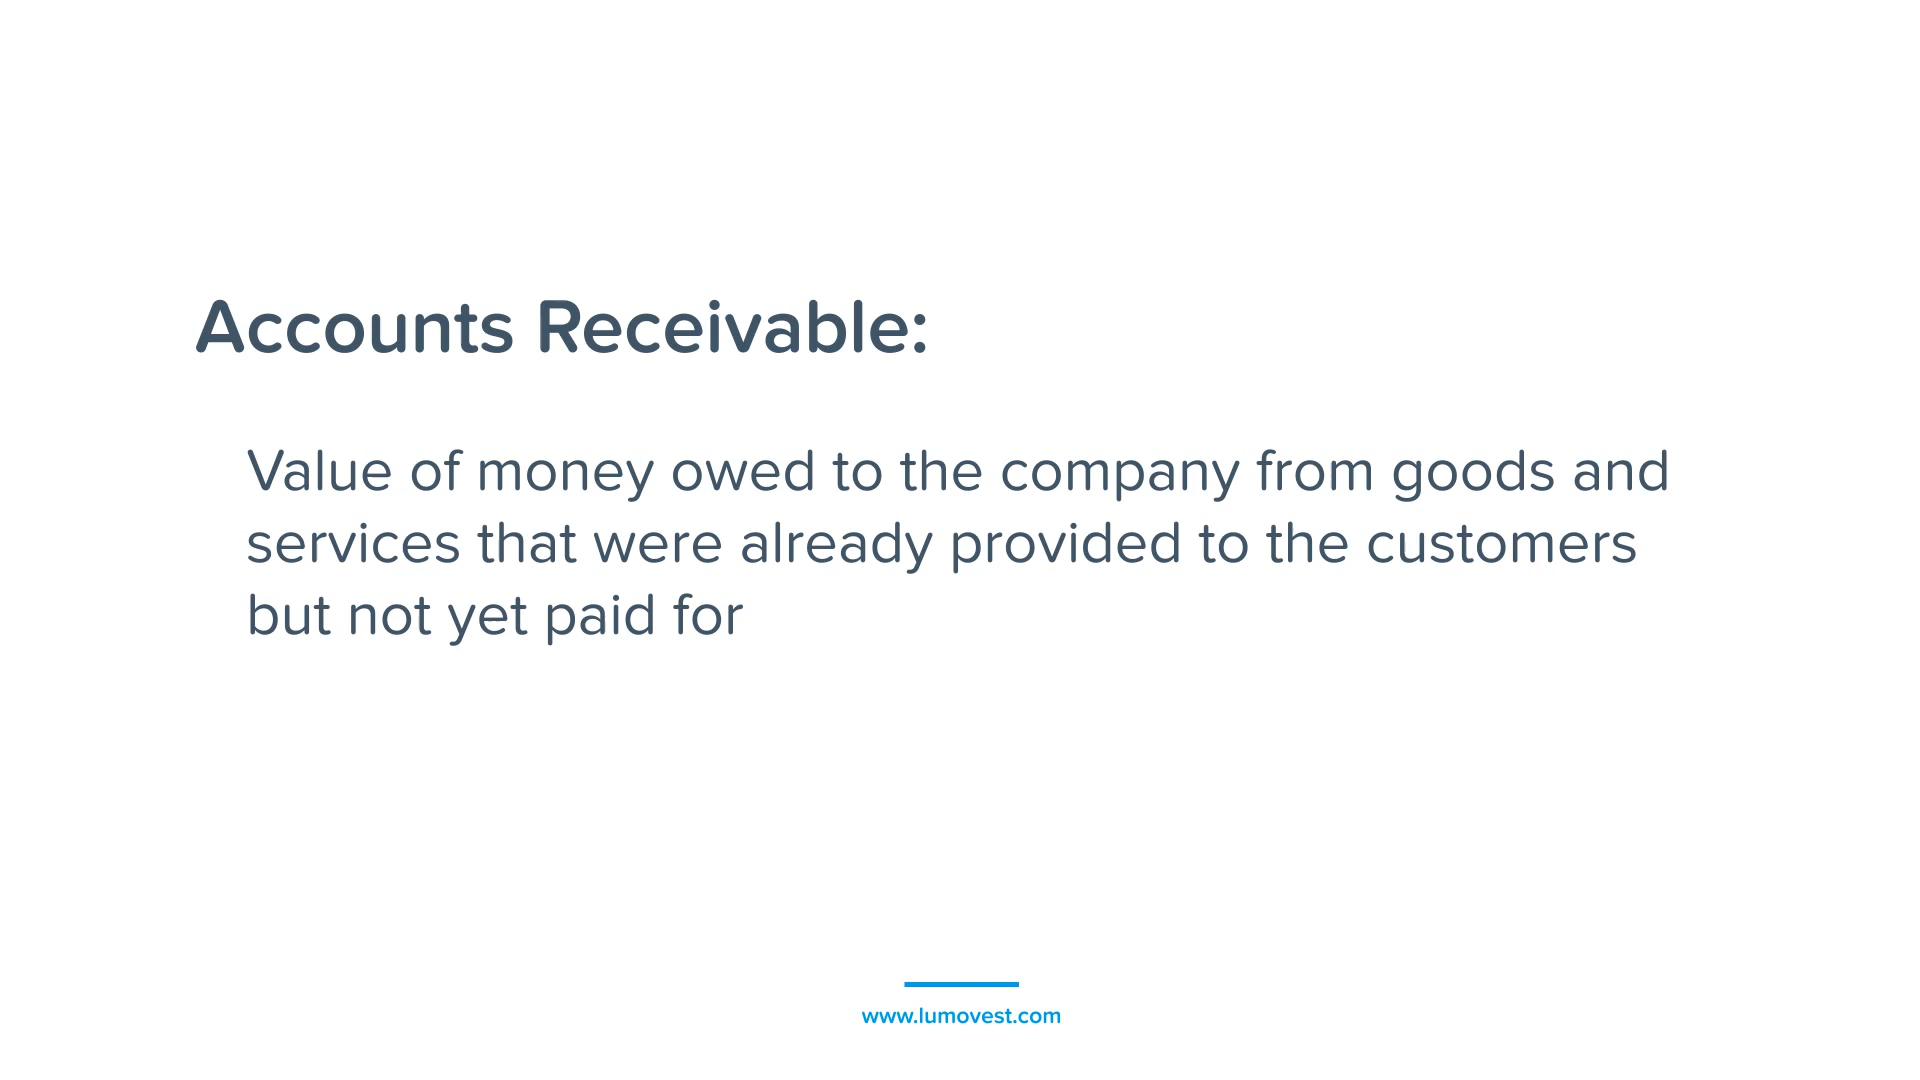 Accounts Receivable:
Value of money owed to the company from goods and
services that were already provided to the customers
but not yet paid for
www.lumovest.com